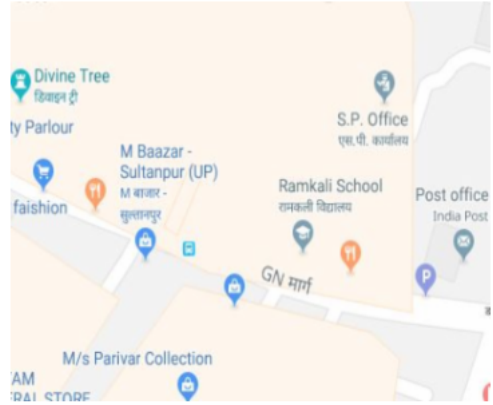 Divine Tree
डिवाइन ट्री
ty Parlour
S.P. Office
एस.पी. कार्यालय
M Baazar -
Sultanpur (UP)
M बाजार -
सुल्तानपुर
faishion
Ramkali School
रामकली विद्यालय
Post office
India Post
P
GN मार्ग
M/s Parivar Collection
AM
RAL STORE